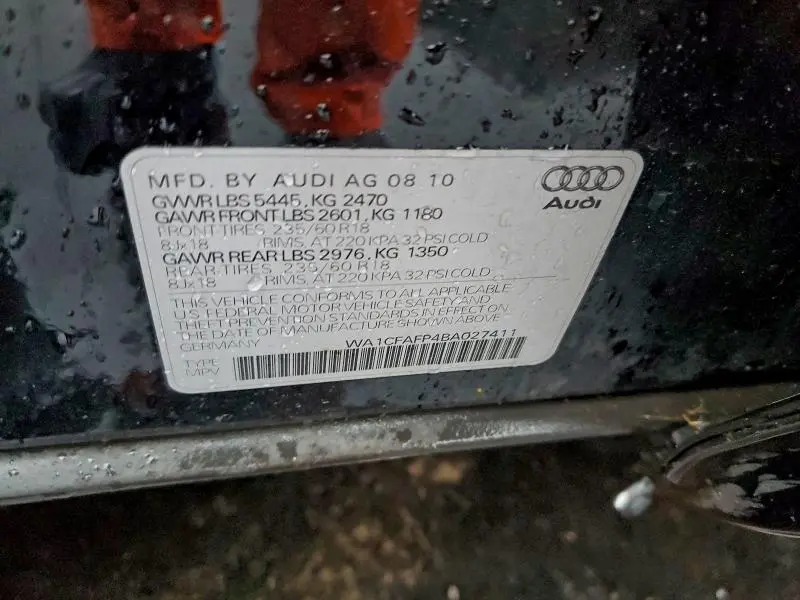 MFD. BY AUDI AG 08 10
GVWR LBS 5445, KG 2470
GAWR FRONT LBS 2601, KG 1180
FRONT TIRES 235/60 R18
8Jx18 RIMS, AT 220 KPA 32 PSI COLD
GAWR REAR LBS 2976, KG 1350
REAR TIRES 235/60 R18
8Jx18 RIMS, AT 220 KPA 32 PSI COLD
THIS VEHICLE CONFORMS TO ALL APPLICABLE
FEDERAL MOTOR VEHICLE SAFETY AND
THEFT PREVENTION STANDARDS IN EFFECT ON
THE DATE OF MANUFACTURE SHOWN ABOVE.
GERMANY WA1CFAFP4BA027411
TYPE
MPV
Audi